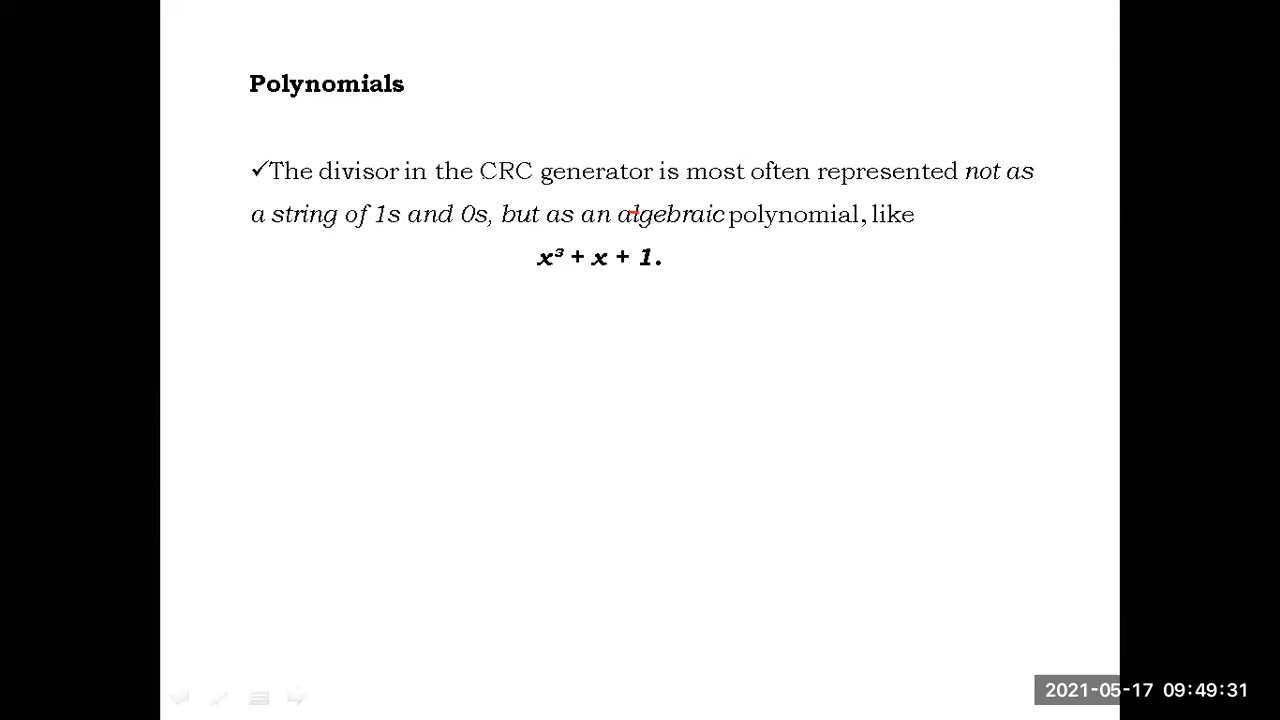 Polynomials
✓The divisor in the CRC generator is most often represented not as
a string of 1s and 0s, but as an algebraic polynomial, like
x³ + x + 1.
2021-05-17 09:49:31